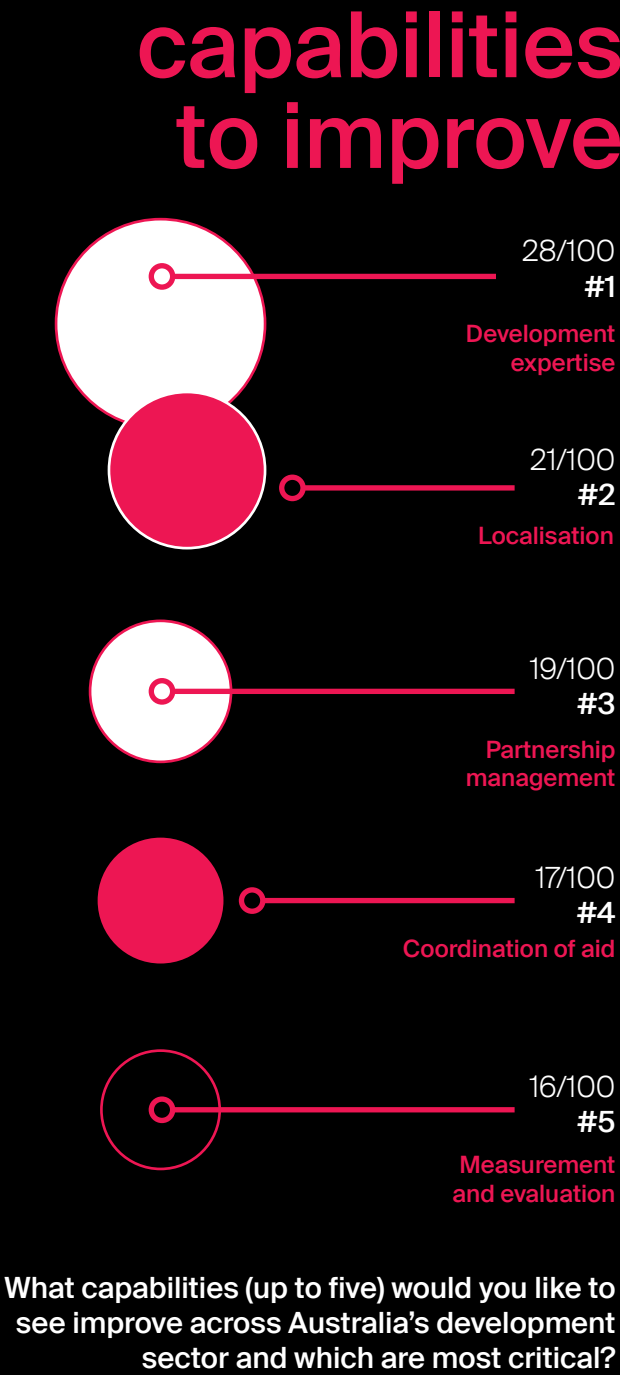 capabilities
to improve
28/100
#1
Development
expertise
21/100
#2
Localisation
19/100
#3
Partnership
management
17/100
#4
Coordination of aid
16/100
#5
Measurement
and evaluation
What capabilities (up to five) would you like to
see improve across Australia's development
sector and which are most critical?